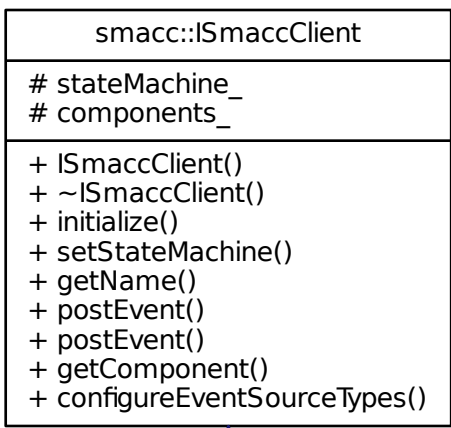 smacc::ISmaccClient
# stateMachine_
# components_
+ ISmaccClient()
+ ~ISmaccClient()
+ initialize()
+ setStateMachine()
+ getName()
+ postEvent()
+ postEvent()
+ getComponent()
+ configureEventSourceTypes()